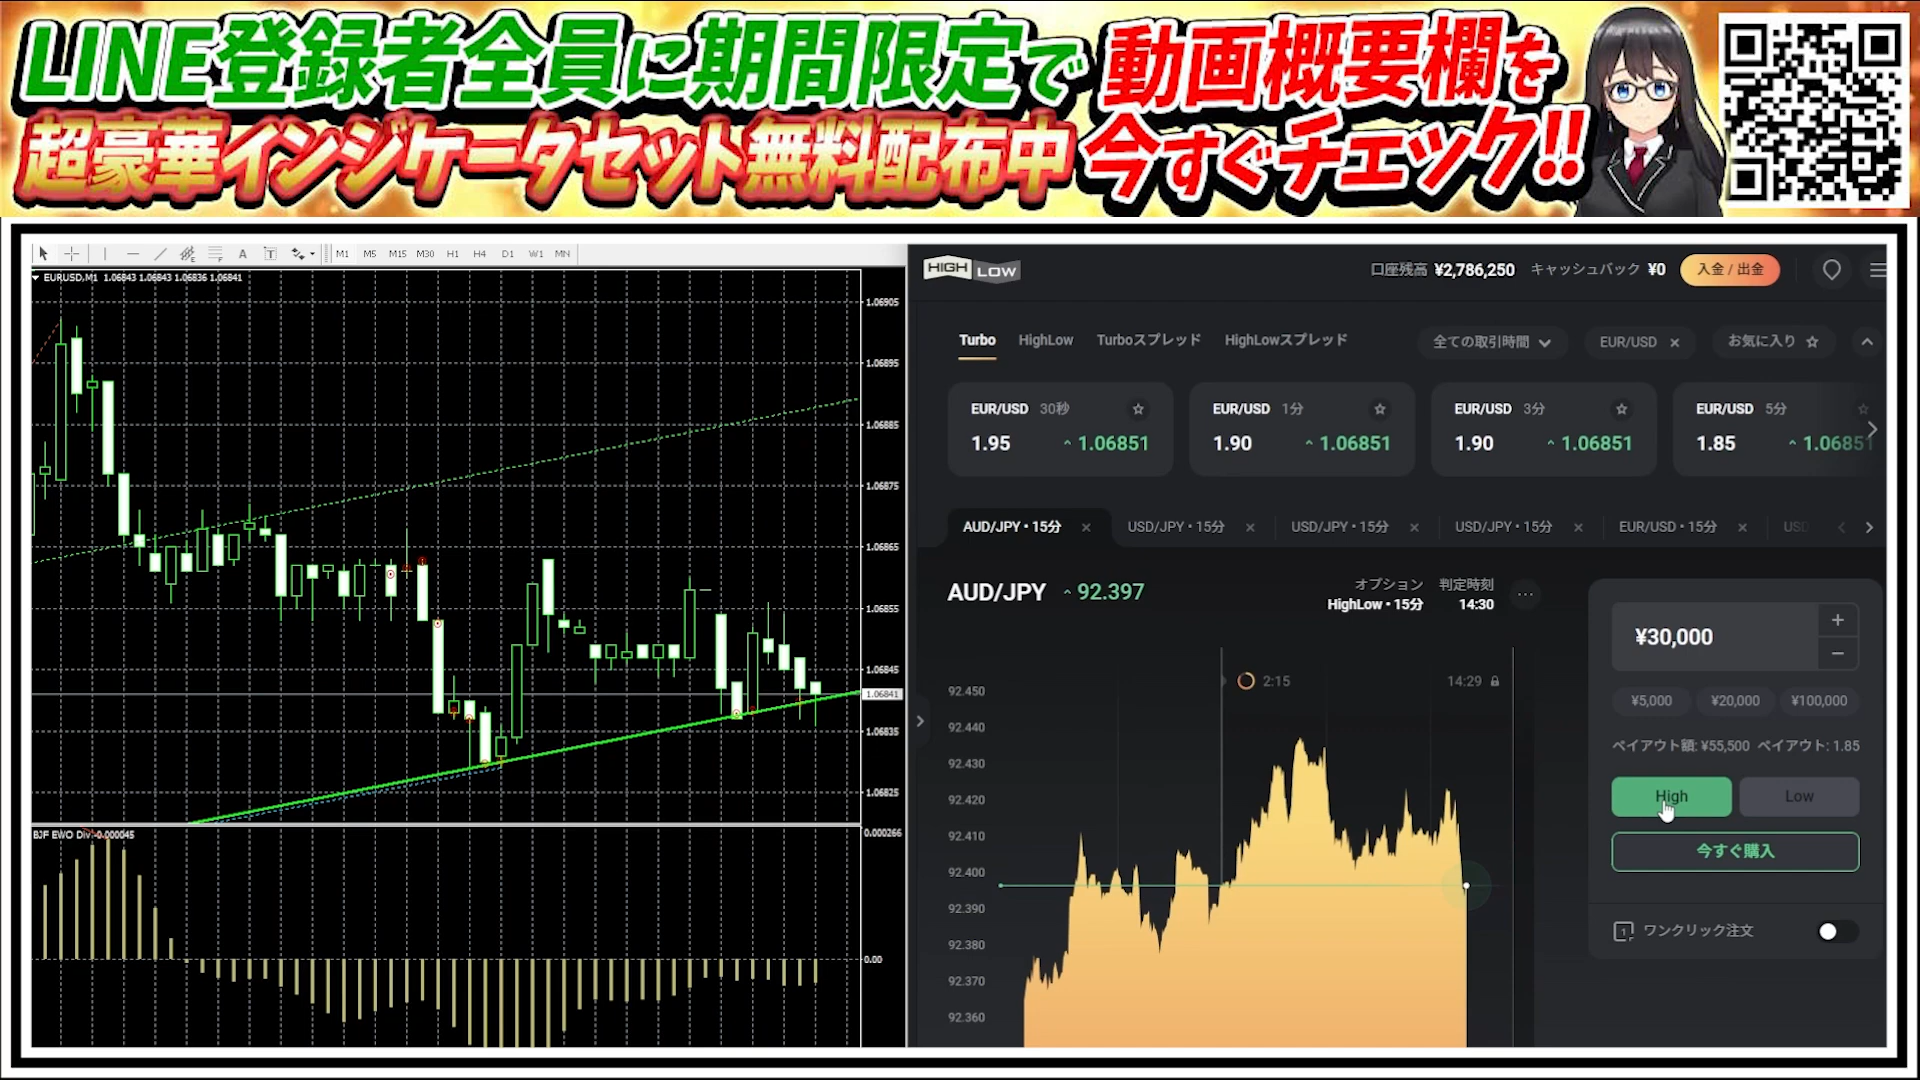 LINE登録者全員に期間限定で
超豪華インジケータセット無料配布中
動画概要欄を
今すぐチェック!!
A
T
M1 M5 M15 M30 H1 H4 D1 W1 MN
EURUSD,M1 1.06843 1.06843 1.06836 1.06841
1.06905
1.06895
1.06885
1.06875
1.06865
1.06855
1.06845
1.06841
1.06835
1.06825
BJF EWO Div:-0.000045
0.000266
0.00
HIGH LOW
口座残高 ¥2,786,250 キャッシュバック ¥0 入金 / 出金
Turbo HighLow Turboスプレッド HighLowスプレッド 全ての取引時間 EUR/USD × お気に入り
EUR/USD 30秒
1.95 1.06851
EUR/USD 1分
1.90 1.06851
EUR/USD 3分
1.90 1.06851
EUR/USD 5分
1.85 1.06851
AUD/JPY • 15分 × USD/JPY • 15分 × USD/JPY • 15分 × USD/JPY • 15分 × EUR/USD • 15分 × USD
AUD/JPY 92.397
オプション 判定時刻
HighLow • 15分 14:30
2:15
14:29
92.450
92.440
92.430
92.420
92.410
92.400
92.390
92.380
92.370
92.360
¥30,000
+
−
¥5,000 ¥20,000 ¥100,000
ペイアウト額: ¥55,500 ペイアウト: 1.85
High Low
今すぐ購入
1 ワンクリック注文